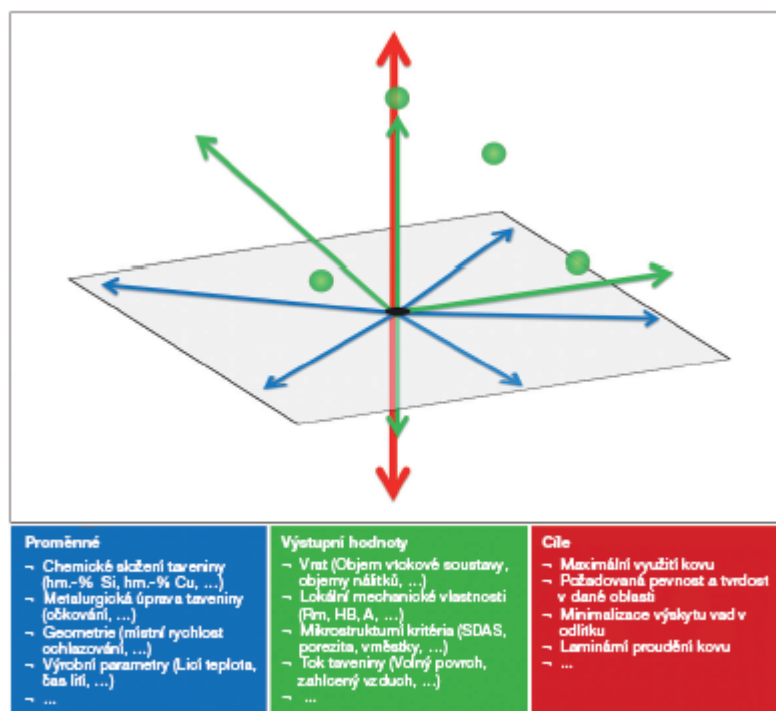 Proměnné
¬ Chemické složení taveniny
(hm.-% Si, hm.-% Cu, ...)
¬ Metalurgická úprava taveniny
(očkování, ...)
¬ Geometrie (místní rychlost
ochlazování, ...)
¬ Výrobní parametry (Licí teplota,
čas lití, ...)
¬ ...
Výstupní hodnoty
¬ Vrat (Objem vtokové soustavy,
objemy nálitků, ...)
¬ Lokální mechanické vlastnosti
(Rm, HB, A, ...)
¬ Mikrostrukturní kritéria (SDAS,
porezita, vměstky, ...)
¬ Tok taveniny (Volný povrch,
zahlcený vzduch, ...)
¬ ...
Cíle
¬ Maximální využití kovu
¬ Požadovaná pevnost a tvrdost
v dané oblasti
¬ Minimalizace výskytu vad v
odlitku
¬ Laminární proudění kovu
¬ ...